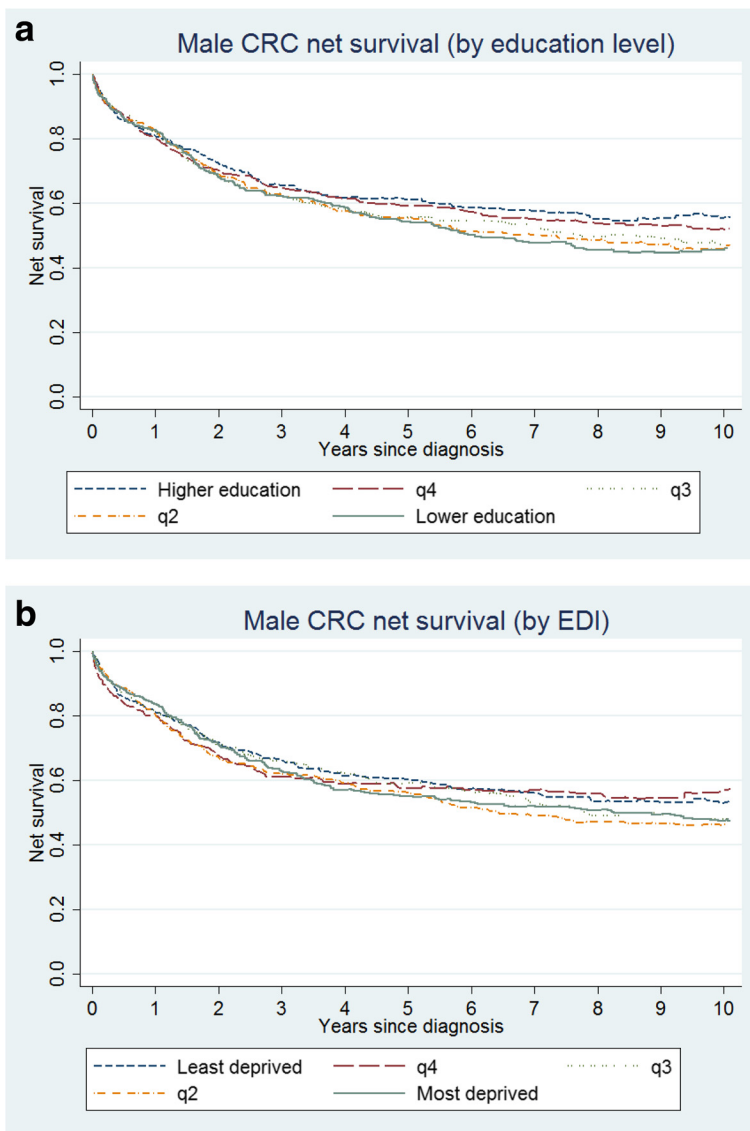 a
Male CRC net survival (by education level)
Net survival
1.0
0.8
0.6
0.4
0.2
0.0
0 1 2 3 4 5 6 7 8 9 10
Years since diagnosis
Higher education q4 q3
q2 Lower education
b
Male CRC net survival (by EDI)
Net survival
1.0
0.8
0.6
0.4
0.2
0.0
0 1 2 3 4 5 6 7 8 9 10
Years since diagnosis
Least deprived q4 q3
q2 Most deprived